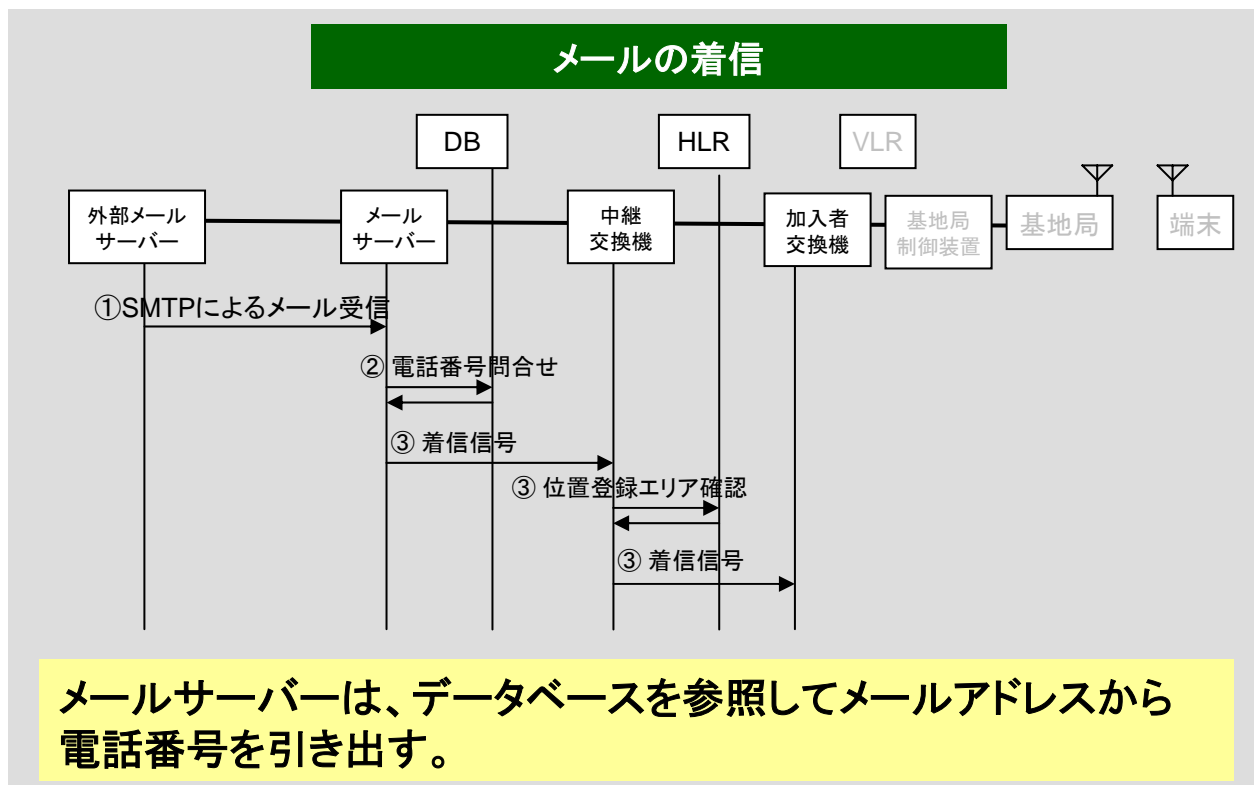 メールの着信
DB
HLR
VLR
外部メール
サーバー
メール
サーバー
中継
交換機
加入者
交換機
基地局
制御装置
基地局
端末
①SMTPによるメール受信
② 電話番号問合せ
③ 着信信号
③ 位置登録エリア確認
③ 着信信号
メールサーバーは、データベースを参照してメールアドレスから
電話番号を引き出す。